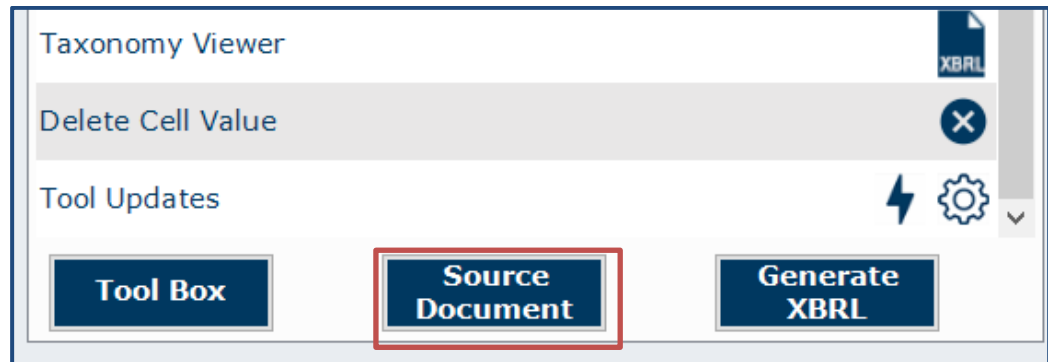 Taxonomy Viewer
XBRL
Delete Cell Value
Tool Updates
Tool Box
Source
Document
Generate
XBRL